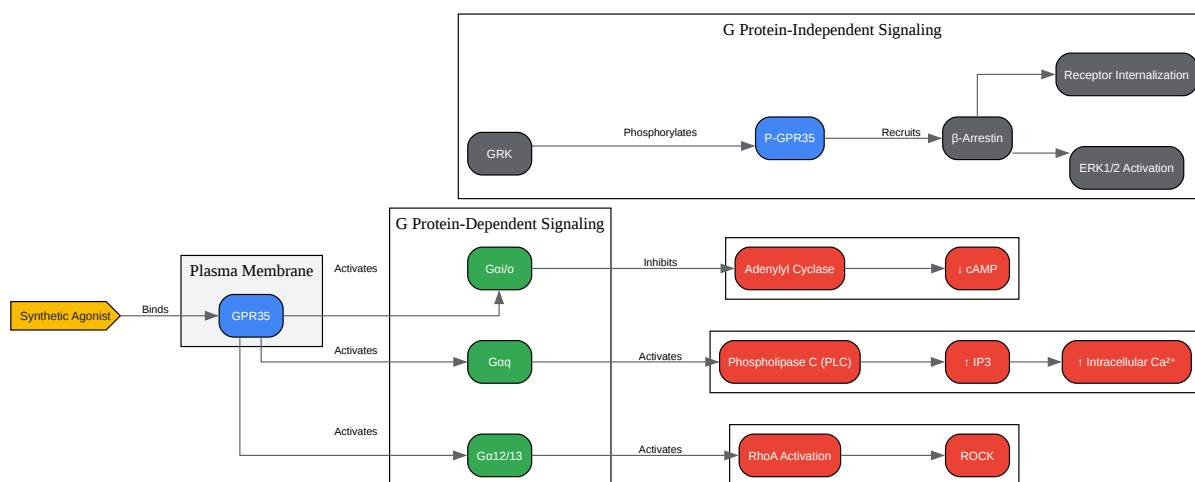 G Protein-Independent Signaling
Receptor Internalization
GRK
Phosphorylates
P-GPR35
Recruits
β-Arrestin
ERK1/2 Activation
G Protein-Dependent Signaling
Plasma Membrane
Synthetic Agonist
Binds
GPR35
Activates
Gαi/o
Inhibits
Adenylyl Cyclase
↓ cAMP
Activates
Gαq
Activates
Phospholipase C (PLC)
↑ IP3
↑ Intracellular Ca²⁺
Activates
Gα12/13
Activates
RhoA Activation
ROCK